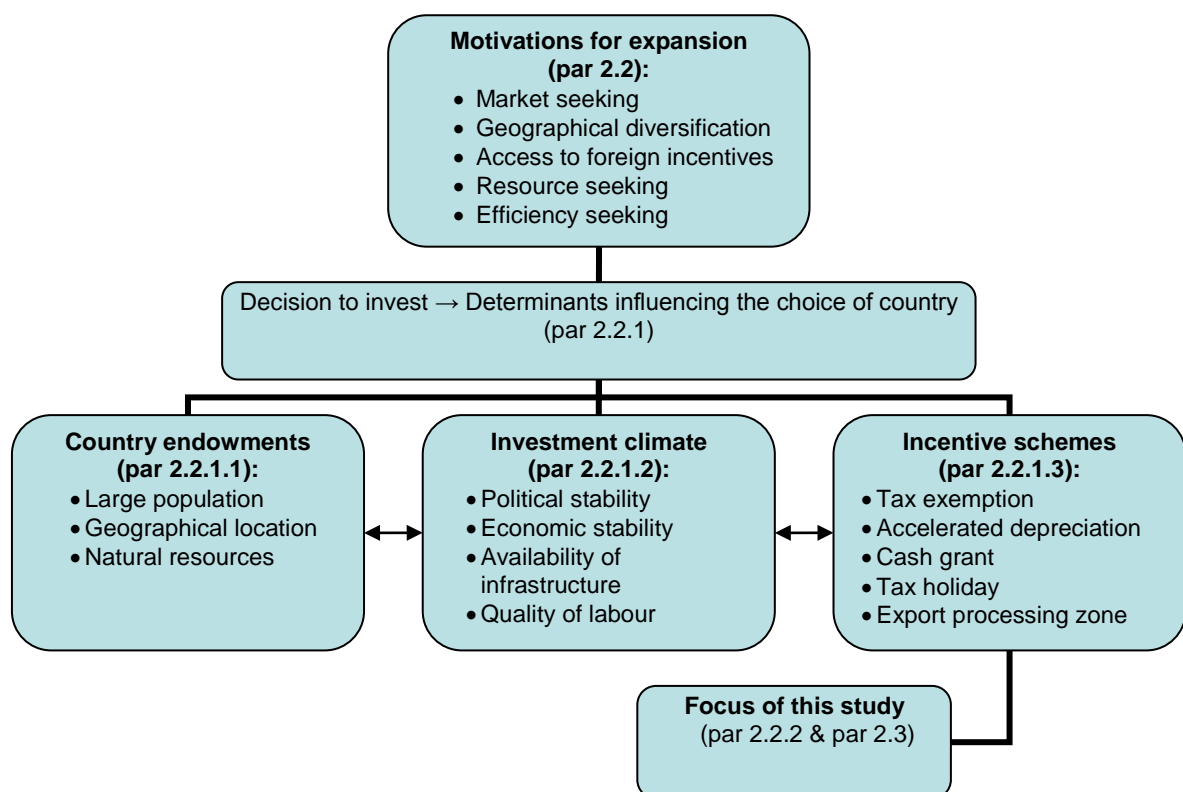 Motivations for expansion
(par 2.2):
• Market seeking
• Geographical diversification
• Access to foreign incentives
• Resource seeking
• Efficiency seeking
Decision to invest → Determinants influencing the choice of country
(par 2.2.1)
Country endowments
(par 2.2.1.1):
• Large population
• Geographical location
• Natural resources
Investment climate
(par 2.2.1.2):
• Political stability
• Economic stability
• Availability of
infrastructure
• Quality of labour
Incentive schemes
(par 2.2.1.3):
• Tax exemption
• Accelerated depreciation
• Cash grant
• Tax holiday
• Export processing zone
Focus of this study
(par 2.2.2 & par 2.3)